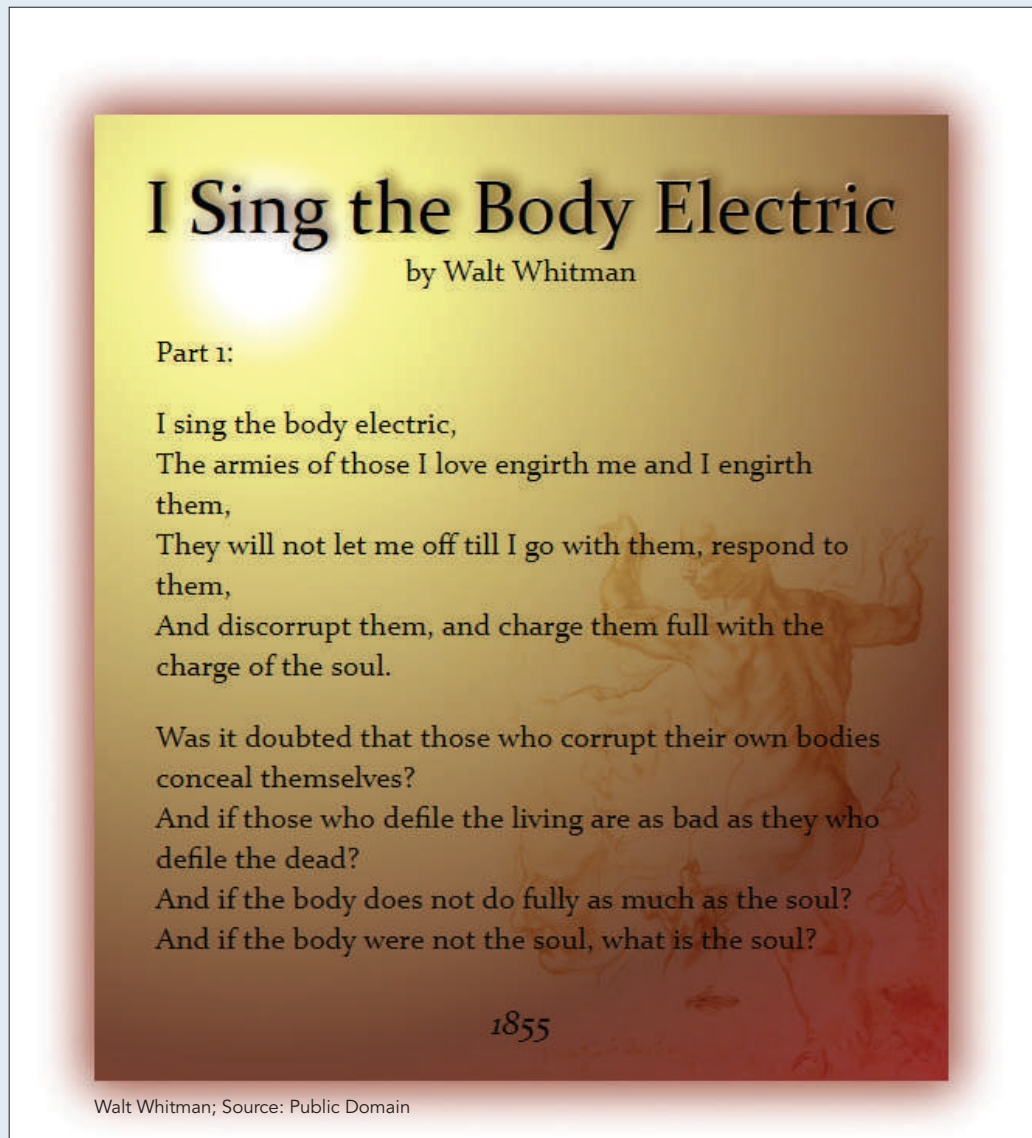 I Sing the Body Electric
by Walt Whitman
Part 1:
I sing the body electric,
The armies of those I love engirth me and I engirth
them,
They will not let me off till I go with them, respond to
them,
And discorrupt them, and charge them full with the
charge of the soul.
Was it doubted that those who corrupt their own bodies
conceal themselves?
And if those who defile the living are as bad as they who
defile the dead?
And if the body does not do fully as much as the soul?
And if the body were not the soul, what is the soul?
1855
Walt Whitman; Source: Public Domain